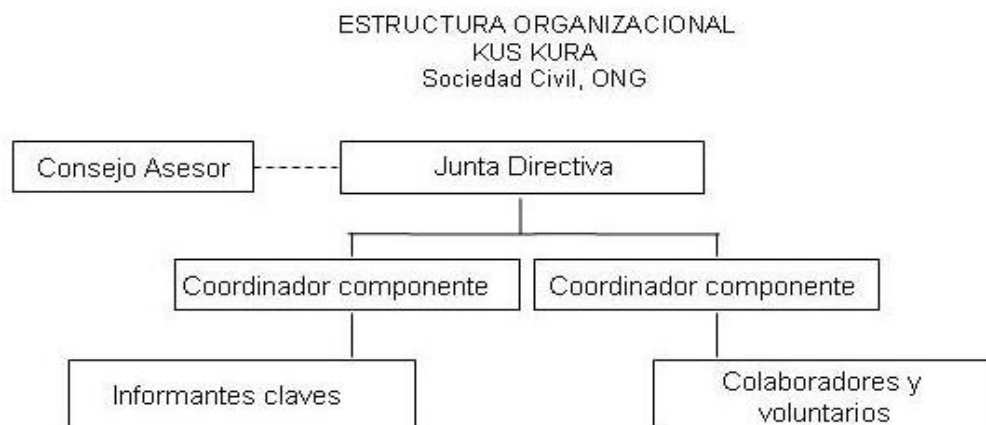 ESTRUCTURA ORGANIZACIONAL
KUS KURA
Sociedad Civil, ONG
Consejo Asesor
Junta Directiva
Coordinador componente
Coordinador componente
Informantes claves
Colaboradores y
voluntarios